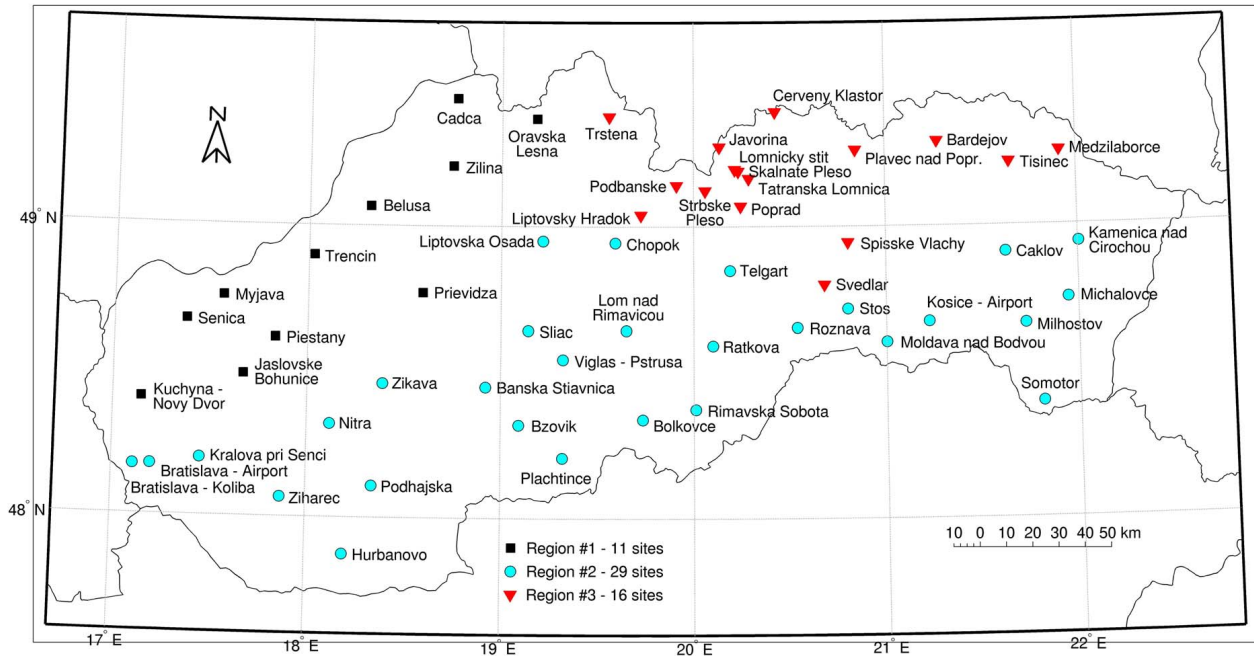 Cerveny Klastor
Cadca
Oravska
Lesna
Trstena
Javorina
Bardejov
Medzilaborce
Lomnicky stit
Plavec nad Popr.
Tisinec
Zilina
Skalnate Pleso
Podbanske
Tatranska Lomnica
Strbske
Pleso
Poprad
Belusa
Liptovsky Hradok
49° N
Liptovska Osada
Chopok
Spisske Vlachy
Kamenica nad
Cirochou
Caklov
Trencin
Telgart
Svedlar
Myjava
Prievidza
Michalovce
Senica
Lom nad
Rimavicou
Stos
Kosice - Airport
Milhostov
Piestany
Sliac
Roznava
Ratkova
Moldava nad Bodvou
Jaslovske
Bohunice
Viglas - Pstrusa
Zikava
Banska Stiavnica
Somotor
Kuchyna -
Novy Dvor
Nitra
Bzovik
Bolkovce
Rimavska Sobota
Kralova pri Senci
Bratislava - Airport
Bratislava - Koliba
Plachtince
Podhajska
Ziharec
48° N
Hurbanovo
10 0 10 20 30 40 50 km
N
Region #1 - 11 sites
Region #2 - 29 sites
Region #3 - 16 sites
17° E
18° E
19° E
20° E
21° E
22° E